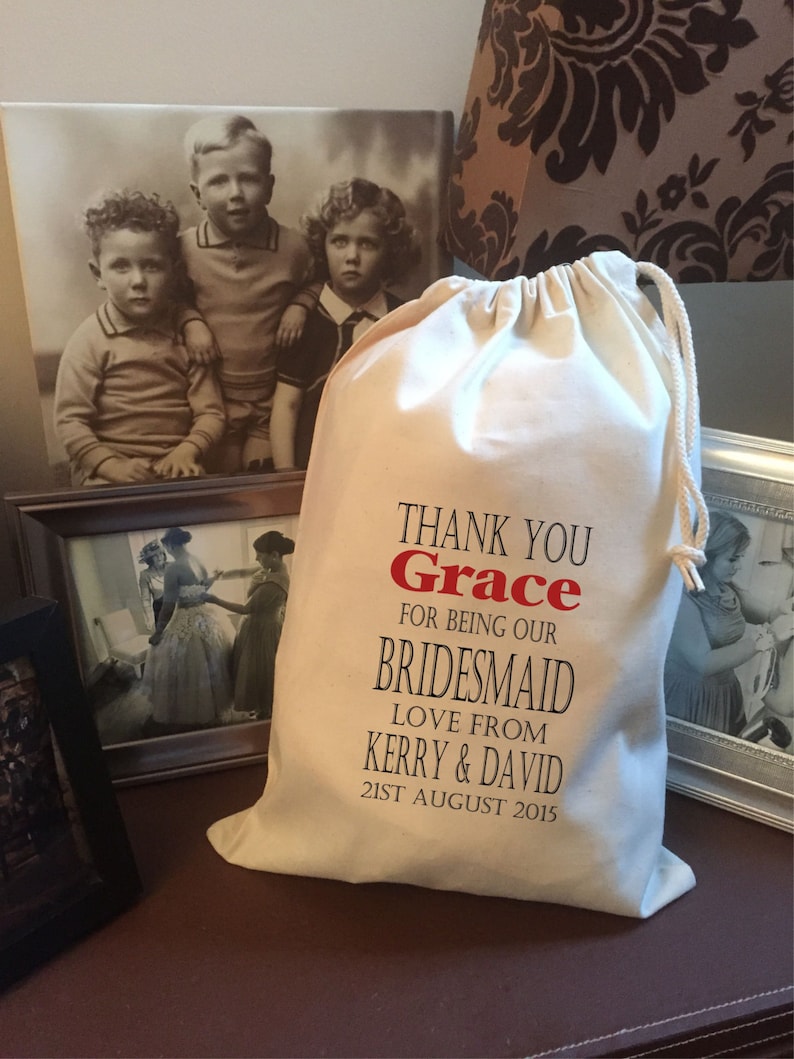 THANK YOU
Grace
FOR BEING OUR
BRIDESMAID
LOVE FROM
KERRY & DAVID
21ST AUGUST 2015